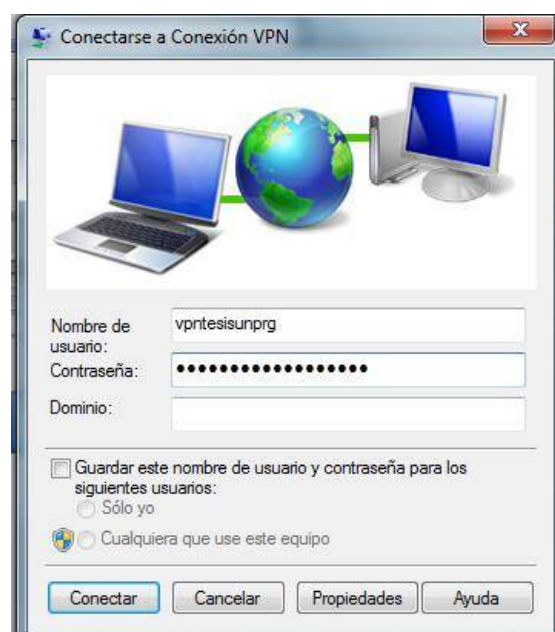 Conectarse a Conexión VPN
Nombre de
usuario:
vpntesisunprg
Contraseña:
••••••••••••••••••
Dominio:
Guardar este nombre de usuario y contraseña para los
siguientes usuarios:
Sólo yo
Cualquiera que use este equipo
Conectar Cancelar Propiedades Ayuda